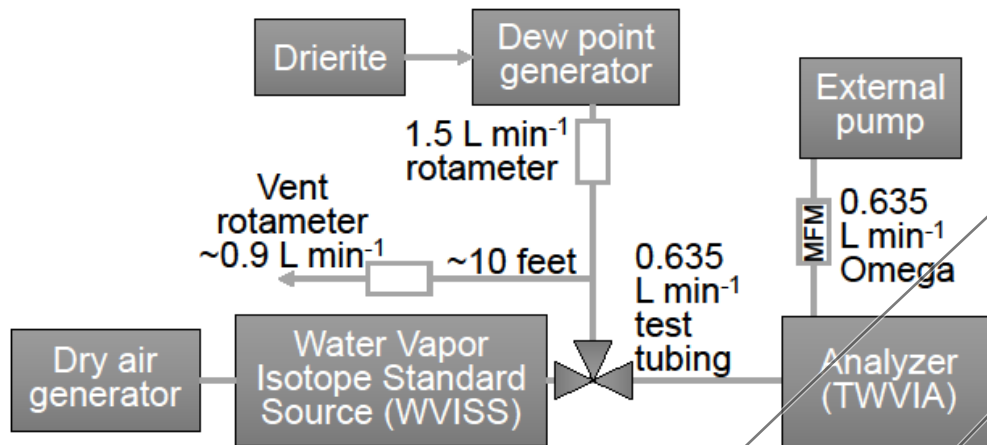 Drierite
Dew point
generator
External
pump
1.5 L min-1
rotameter
Vent
rotameter
~0.9 L min-1
~10 feet
0.635
L min-1
test
tubing
MFM
0.635
L min-1
Omega
Dry air
generator
Water Vapor
Isotope Standard
Source (WVISS)
Analyzer
(TWVIA)